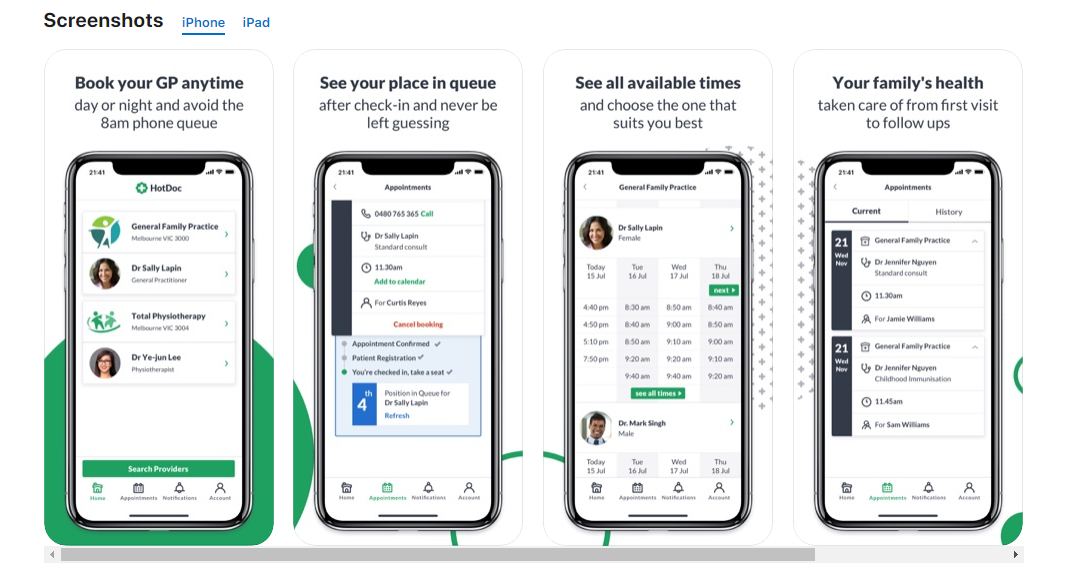 Screenshots iPhone iPad
Book your GP anytime
day or night and avoid the
8am phone queue
21:41
HotDoc
General Family Practice
Melbourne VIC 3000
Dr Sally Lapin
General Practitioner
Total Physiotherapy
Melbourne VIC 3004
Dr Ye-jun Lee
Physiotherapist
Search Providers
Home Appointments Notifications Account
See your place in queue
after check-in and never be
left guessing
21:41
Appointments
0480 765 365 Call
Dr Sally Lapin
Standard consult
11.30am
Add to calendar
For Curtis Reyes
Cancel booking
Appointment Confirmed
Patient Registration
You're checked in, take a seat
4th
Position in Queue for
Dr Sally Lapin
Refresh
Home Appointments Notifications Account
See all available times
and choose the one that
suits you best
21:41
General Family Practice
Dr Sally Lapin
Female
Today Tue Wed Thu
15 Jul 16 Jul 17 Jul 18 Jul
next
4:40 pm 8:30 am 8:50 am 8:40 am
4:50 pm 8:40 am 9:00 am 8:50 am
5:10 pm 8:50 am 9:10 am 9:00 am
7:50 pm 9:20 am 9:20 am 9:10 am
9:40 am 9:40 am 9:20 am
see all times
Dr. Mark Singh
Male
Today Tue Wed Thu
15 Jul 16 Jul 17 Jul 18 Jul
Home Appointments Notifications Account
Your family's health
taken care of from first visit
to follow ups
21:41
Appointments
Current History
21
Wed
Nov
General Family Practice
Dr Jennifer Nguyen
Standard consult
11.30am
For Jamie Williams
21
Wed
Nov
General Family Practice
Dr Jennifer Nguyen
Childhood Immunisation
11.45am
For Sam Williams
Home Appointments Notifications Account